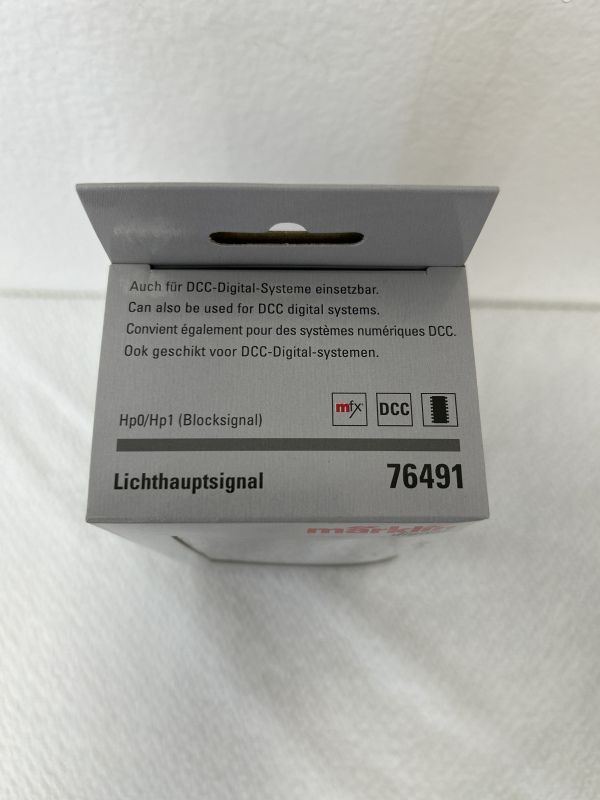 Auch für DCC-Digital-Systeme einsetzbar.
Can also be used for DCC digital systems.
Convient également pour des systèmes numériques DCC.
Ook geschikt voor DCC-Digital-systemen.
mfx DCC
Hp0/Hp1 (Blocksignal)
Lichthauptsignal 76491
märklin